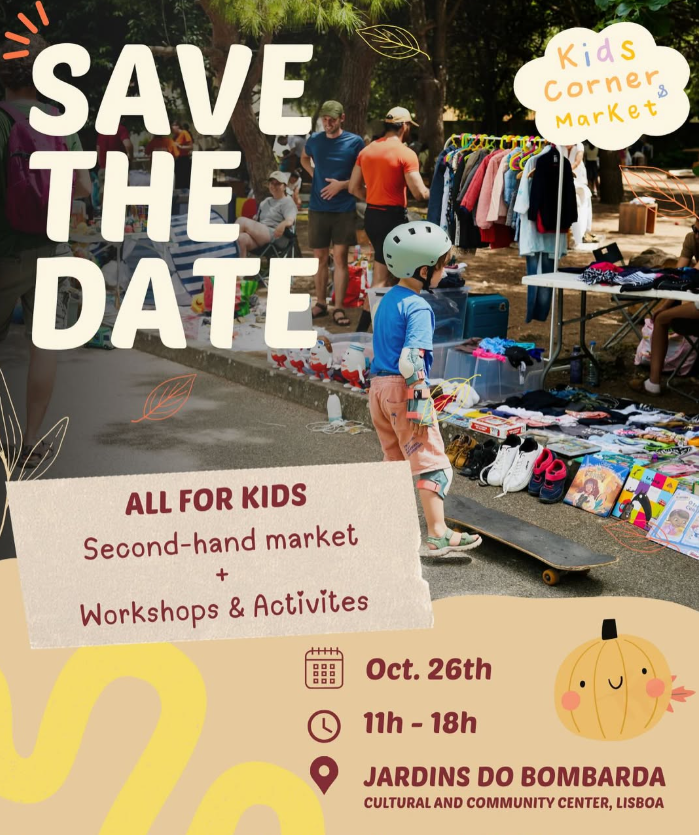 SAVE
THE
DATE
Kids
Corner
&
Market
ALL FOR KIDS
Second-hand market
+
Workshops & Activites
Oct. 26th
11h - 18h
JARDINS DO BOMBARDA
CULTURAL AND COMMUNITY CENTER, LISBOA